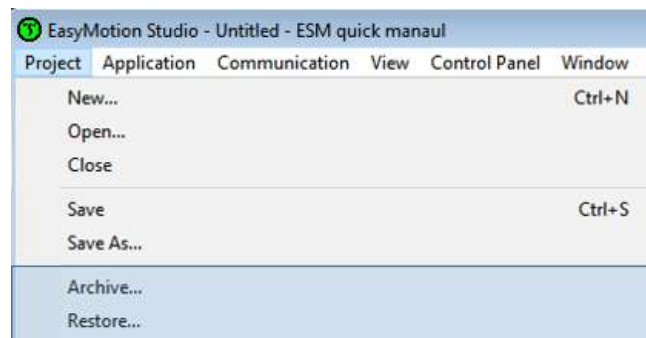 EasyMotion Studio - Untitled - ESM quick manaul
Project Application Communication View Control Panel Window
New... Ctrl+N
Open...
Close
Save Ctrl+S
Save As...
Archive...
Restore...